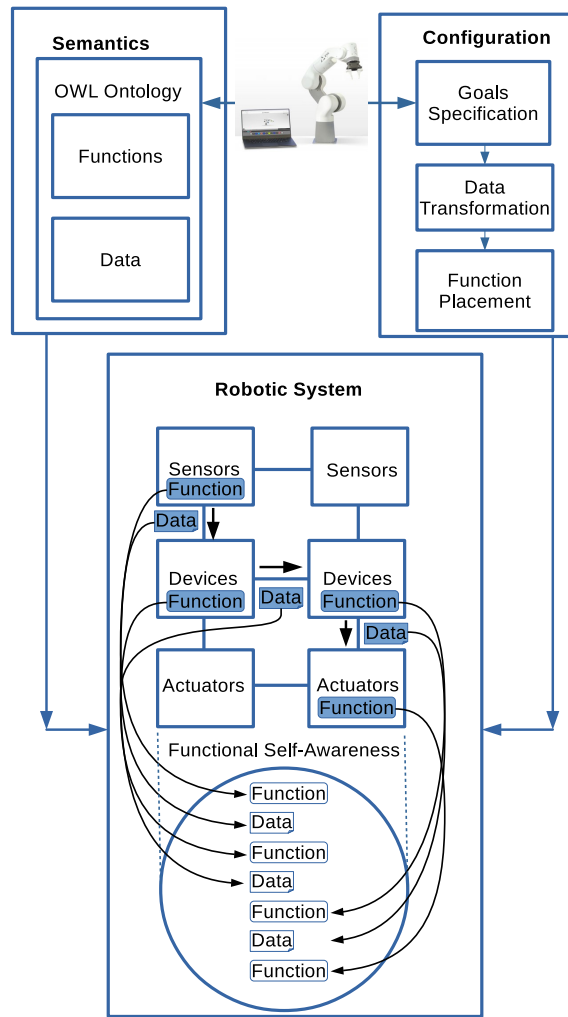 Semantics
OWL Ontology
Functions
Data
Configuration
Goals
Specification
Data
Transformation
Function
Placement
Robotic System
Sensors
Function
Sensors
Data
Devices
Function
Data
Devices
Function
Data
Actuators
Actuators
Function
Functional Self-Awareness
Function
Data
Function
Data
Function
Data
Function